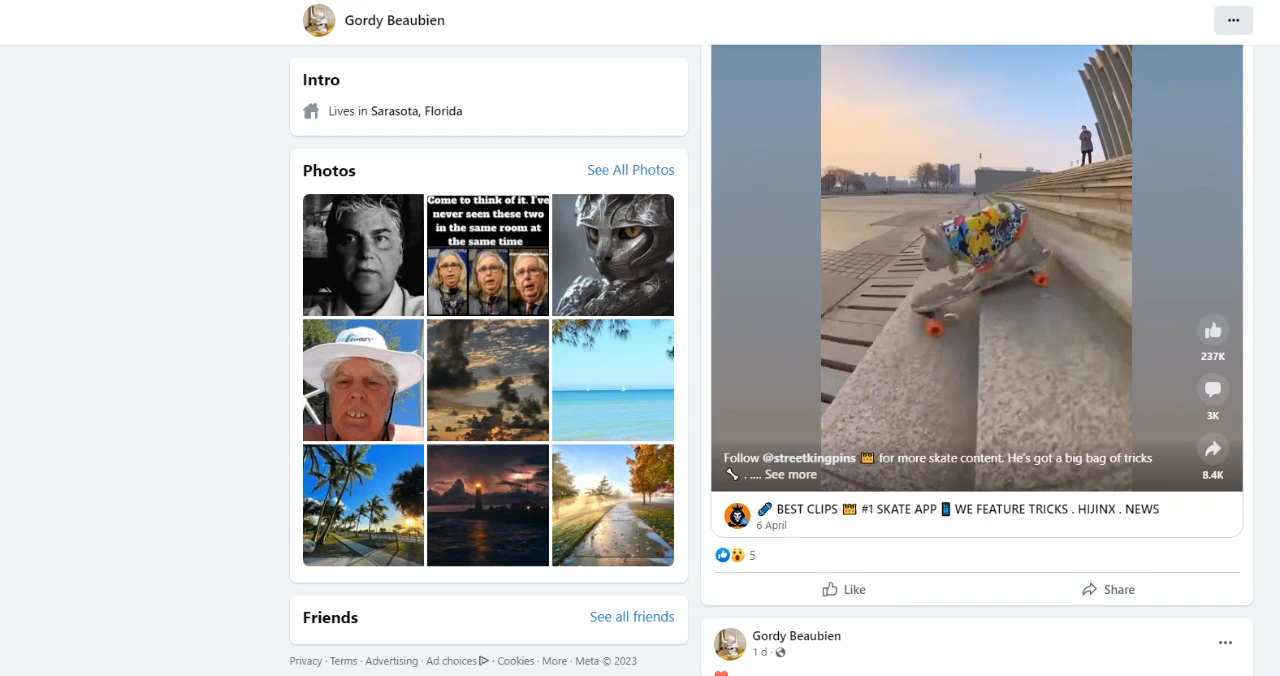 Gordy Beaubien
Intro
Lives in Sarasota, Florida
Photos
See All Photos
Come to think of it. I've
never seen these two
in the same room at
the same time
Friends
See all friends
Privacy · Terms · Advertising · Ad choices · Cookies · More · Meta © 2023
237K
3K
8.4K
Follow @streetkingpins 👑 for more skate content. He's got a big bag of tricks
🦴 . .... See more
BEST CLIPS 👑 #1 SKATE APP 📱 WE FEATURE TRICKS . HIJINX . NEWS
6 April
5
Like
Share
Gordy Beaubien
1 d ·